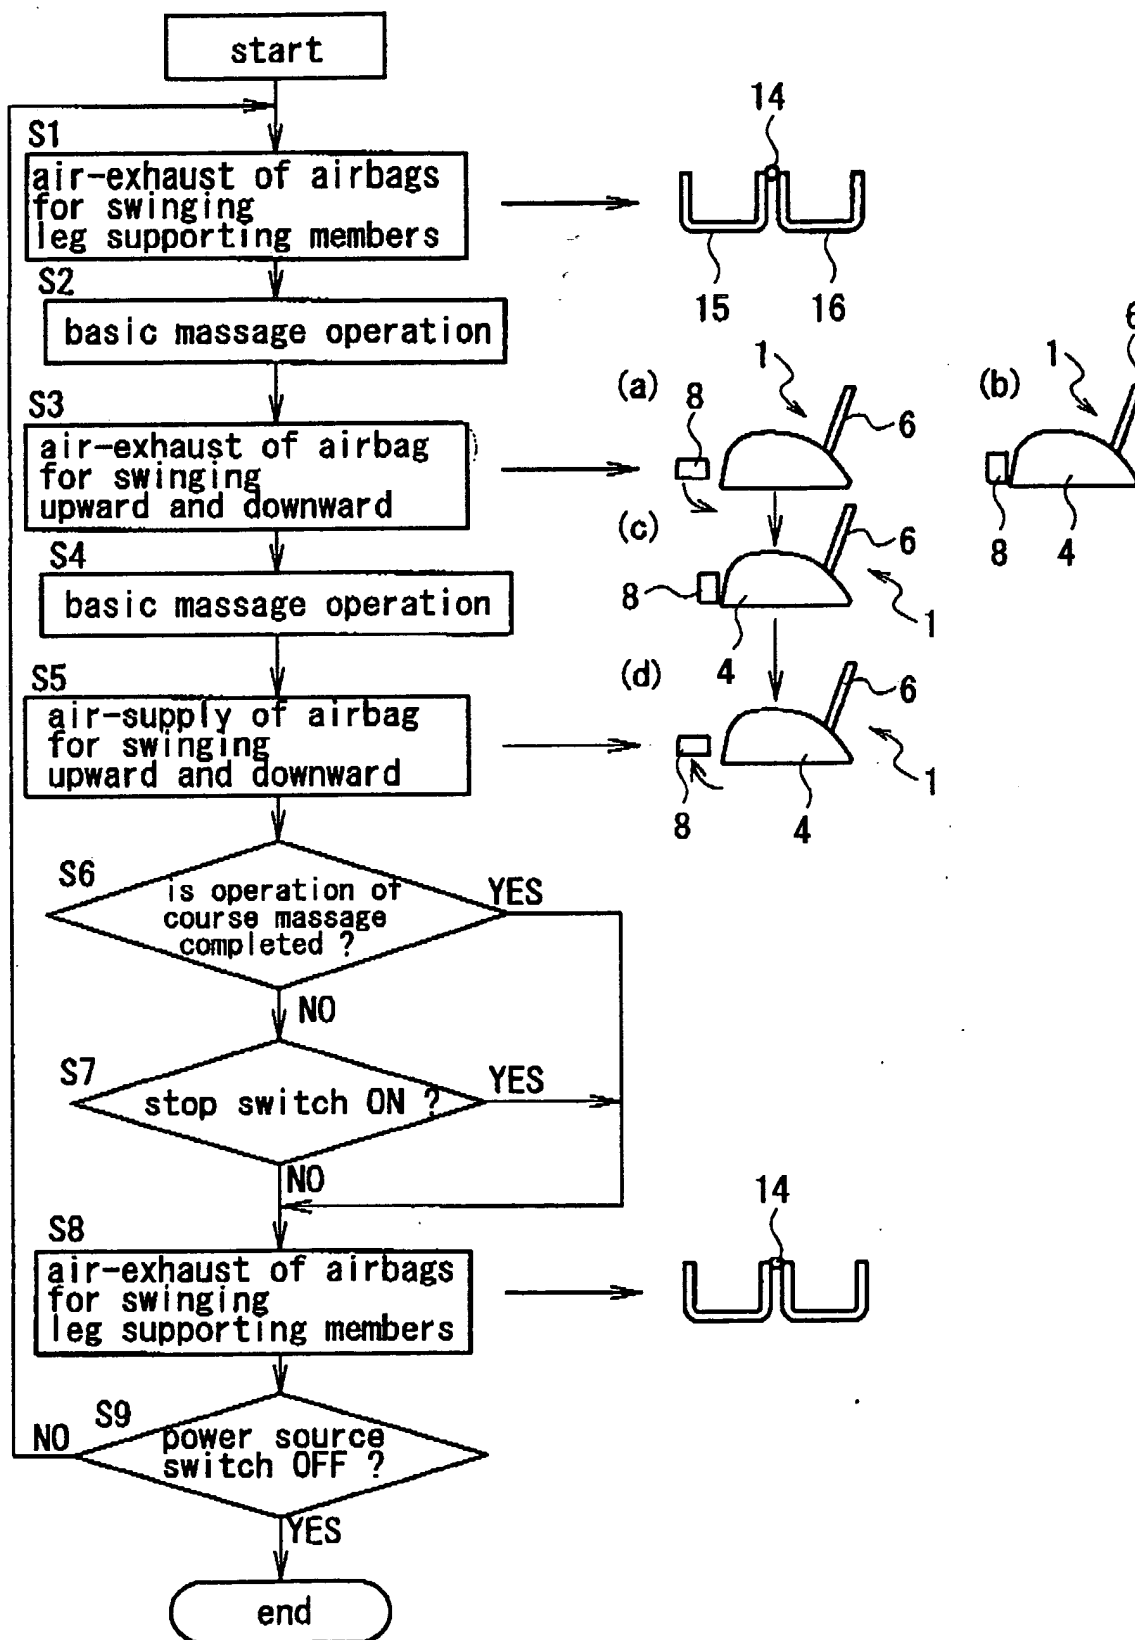 start
S1
air-exhaust of airbags
for swinging
leg supporting members
14
15
16
S2
basic massage operation
S3
air-exhaust of airbag
for swinging
upward and downward
(a)
8
1
6
(b)
1
6
8
4
S4
basic massage operation
(c)
8
4
6
1
S5
air-supply of airbag
for swinging
upward and downward
(d)
8
4
6
1
S6
is operation of
course massage
completed ?
YES
NO
S7
stop switch ON ?
YES
NO
S8
air-exhaust of airbags
for swinging
leg supporting members
14
S9
power source
switch OFF ?
NO
YES
end